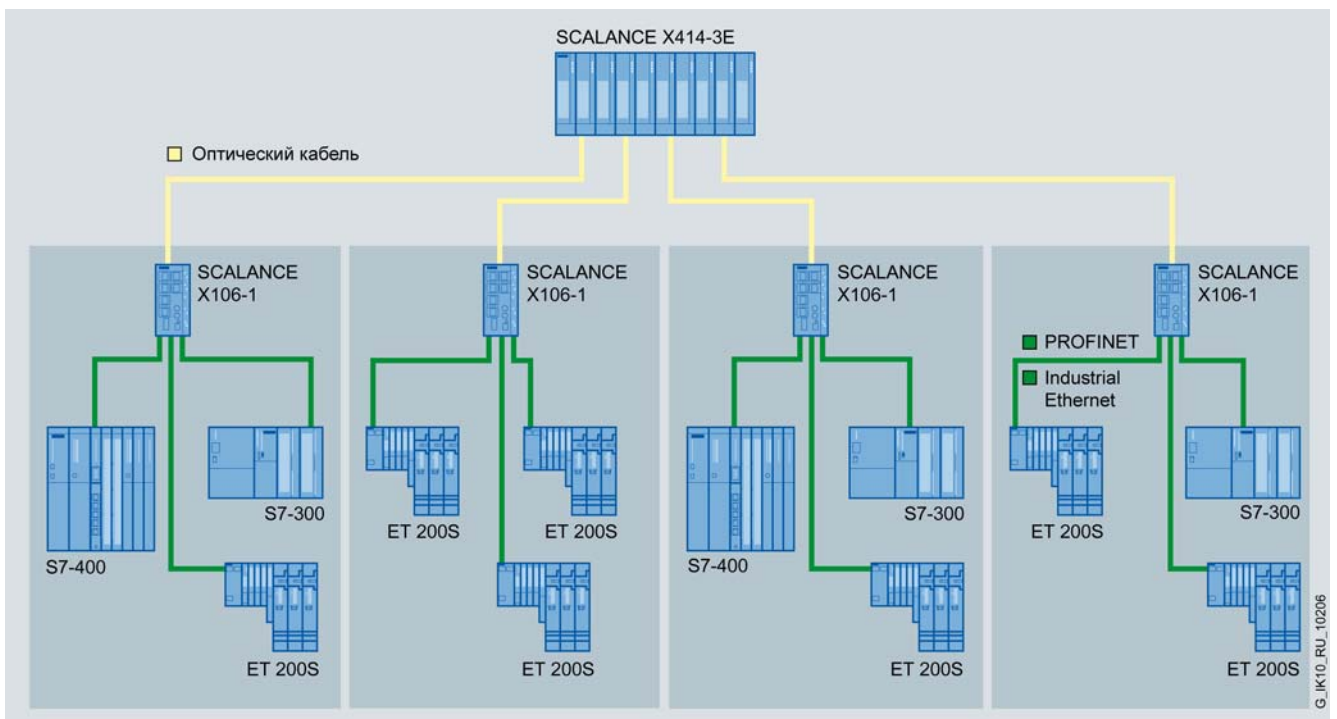 SCALANCE X414-3E
Оптический кабель
SCALANCE
X106-1
SCALANCE
X106-1
SCALANCE
X106-1
SCALANCE
X106-1
PROFINET
Industrial
Ethernet
S7-400
S7-300
ET 200S
ET 200S
ET 200S
ET 200S
S7-400
S7-300
ET 200S
ET 200S
S7-300
ET 200S
G_IK10_RU_10206